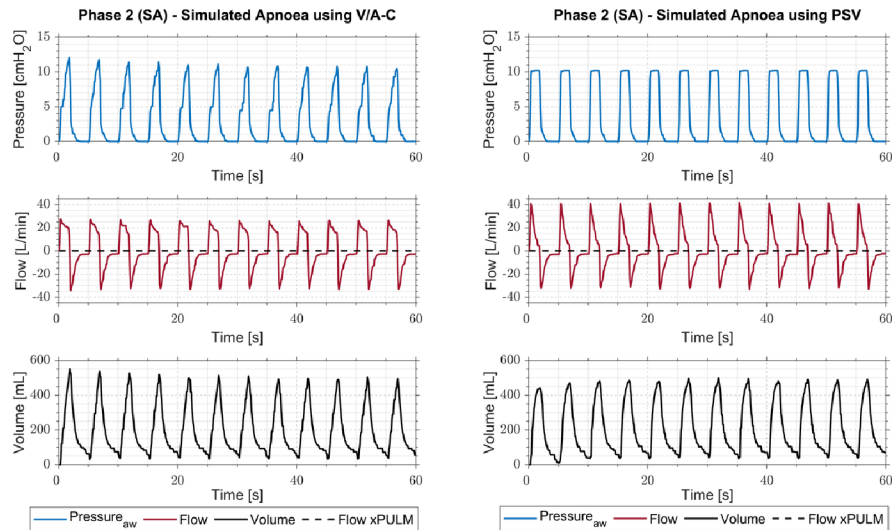 Phase 2 (SA) - Simulated Apnoea using V/A-C
Pressure [cmH2O]
15
10
5
0
0 20 40 60
Time [s]
Flow [L/min]
40
20
0
-20
-40
0 20 40 60
Time [s]
Volume [mL]
600
400
200
0
0 20 40 60
Time [s]
Pressure aw Flow Volume Flow xPULM
Phase 2 (SA) - Simulated Apnoea using PSV
Pressure [cmH2O]
15
10
5
0
0 20 40 60
Time [s]
Flow [L/min]
40
20
0
-20
-40
0 20 40 60
Time [s]
Volume [mL]
600
400
200
0
0 20 40 60
Time [s]
Pressure aw Flow Volume Flow xPULM